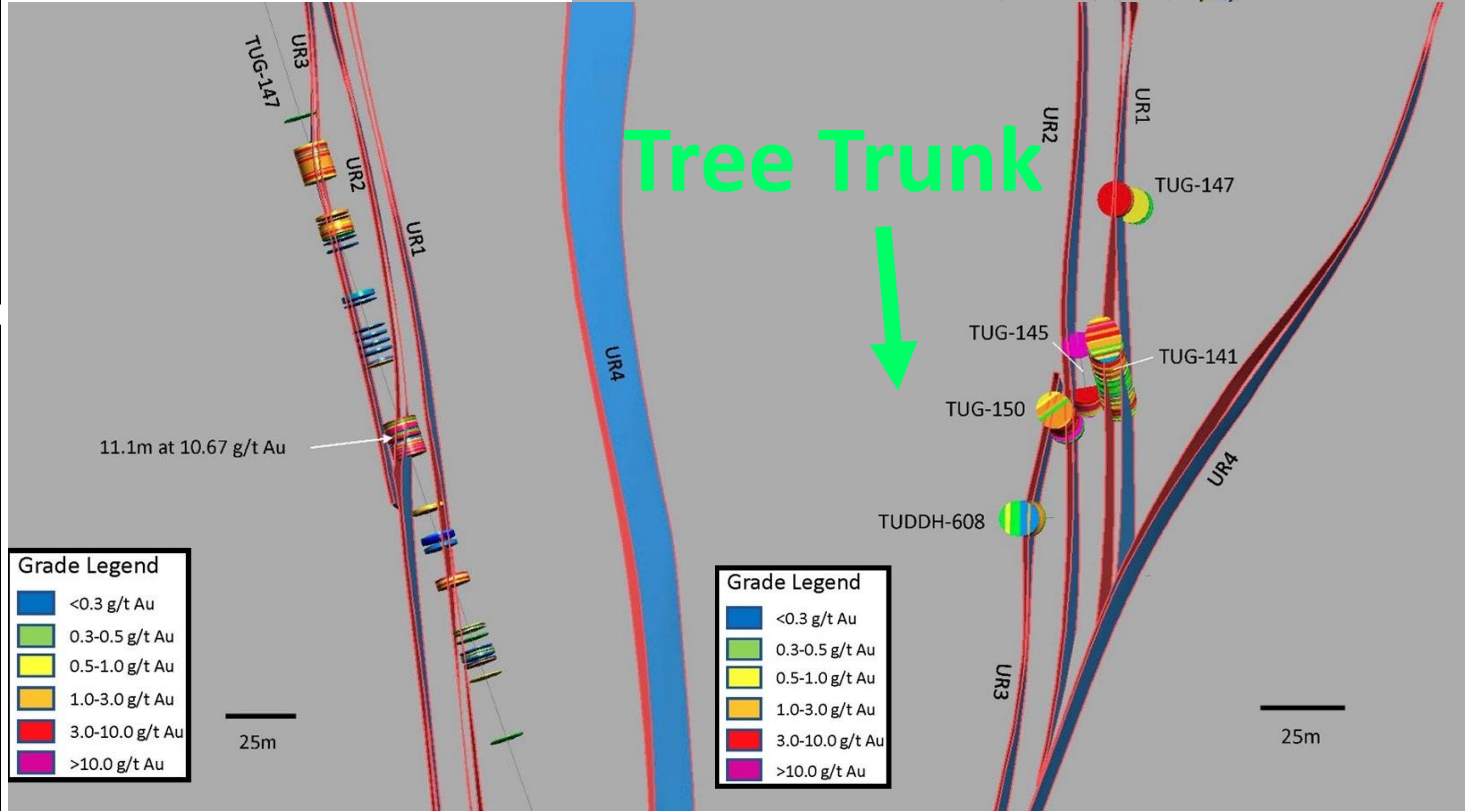 TUG-147
UR3
UR2
UR1
UR4
11.1m at 10.67 g/t Au
Grade Legend
<0.3 g/t Au
0.3-0.5 g/t Au
0.5-1.0 g/t Au
1.0-3.0 g/t Au
3.0-10.0 g/t Au
>10.0 g/t Au
25m
Tree Trunk
UR2
UR1
TUG-147
TUG-145
TUG-141
TUG-150
UR4
TUDDH-608
UR3
Grade Legend
<0.3 g/t Au
0.3-0.5 g/t Au
0.5-1.0 g/t Au
1.0-3.0 g/t Au
3.0-10.0 g/t Au
>10.0 g/t Au
25m